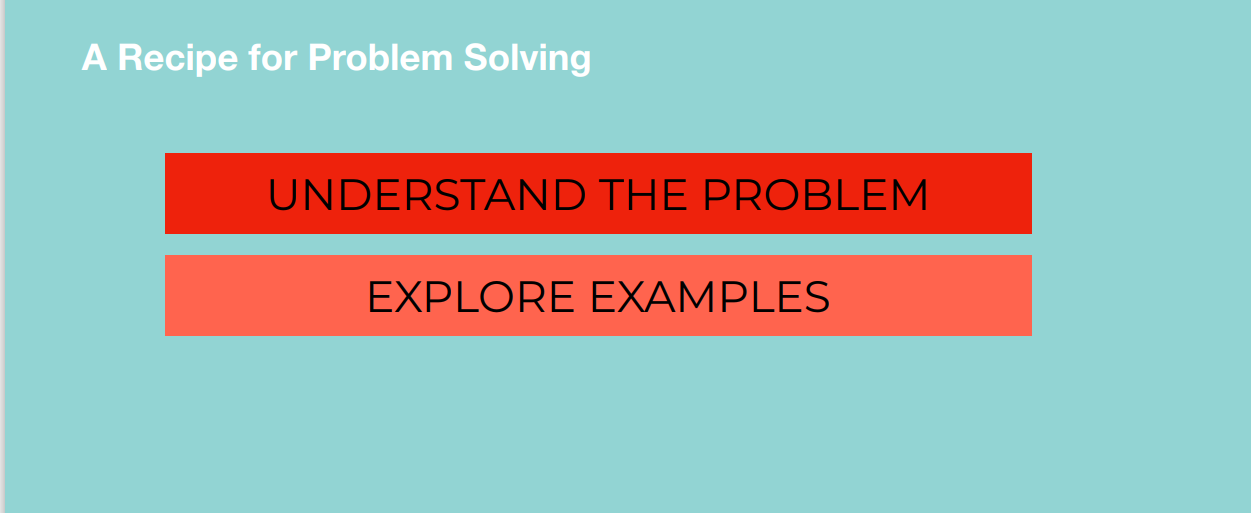 A Recipe for Problem Solving
UNDERSTAND THE PROBLEM
EXPLORE EXAMPLES